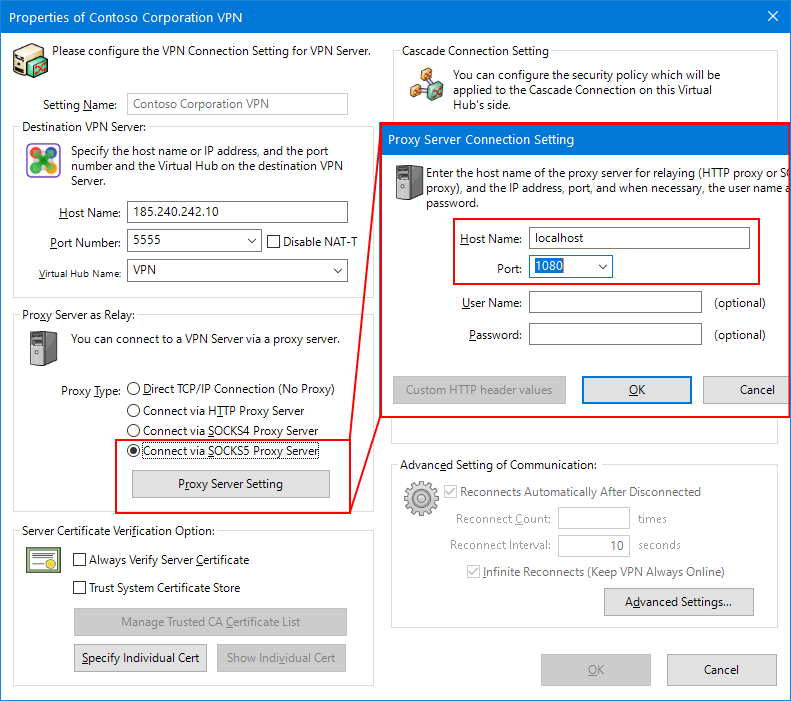 Properties of Contoso Corporation VPN
Please configure the VPN Connection Setting for VPN Server.
Setting Name: Contoso Corporation VPN
Destination VPN Server:
Specify the host name or IP address, and the port
number and the Virtual Hub on the destination VPN
Server.
Host Name: 185.240.242.10
Port Number: 5555 Disable NAT-T
Virtual Hub Name: VPN
Proxy Server as Relay:
You can connect to a VPN Server via a proxy server.
Proxy Type: Direct TCP/IP Connection (No Proxy)
Connect via HTTP Proxy Server
Connect via SOCKS4 Proxy Server
Connect via SOCKS5 Proxy Server
Proxy Server Setting
Server Certificate Verification Option:
Always Verify Server Certificate
Trust System Certificate Store
Manage Trusted CA Certificate List
Specify Individual Cert Show Individual Cert
Cascade Connection Setting
You can configure the security policy which will be
applied to the Cascade Connection on this Virtual
Hub's side.
Proxy Server Connection Setting
Enter the host name of the proxy server for relaying (HTTP proxy or SO
proxy), and the IP address, port, and when necessary, the user name a
password.
Host Name: localhost
Port: 1080
User Name: (optional)
Password: (optional)
Custom HTTP header values OK Cancel
Advanced Setting of Communication:
Reconnects Automatically After Disconnected
Reconnect Count: times
Reconnect Interval: 10 seconds
Infinite Reconnects (Keep VPN Always Online)
Advanced Settings...
OK Cancel